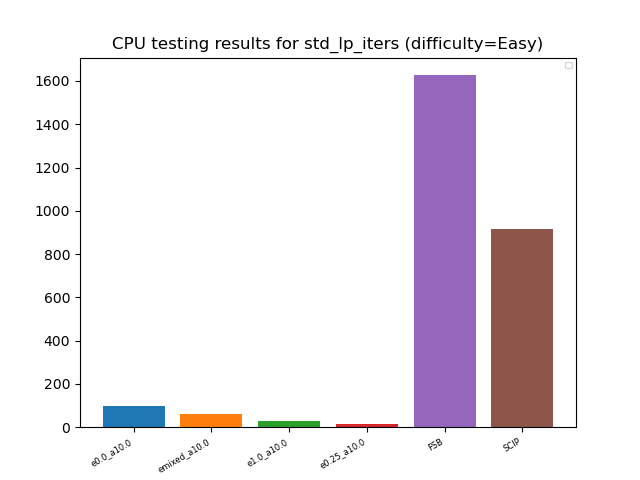 CPU testing results for std_lp_iters (difficulty=Easy)
1600
1400
1200
1000
800
600
400
200
0
e0.0_a10.0
emixed_a10.0
e1.0_a10.0
e0.25_a10.0
FSB
SCIP